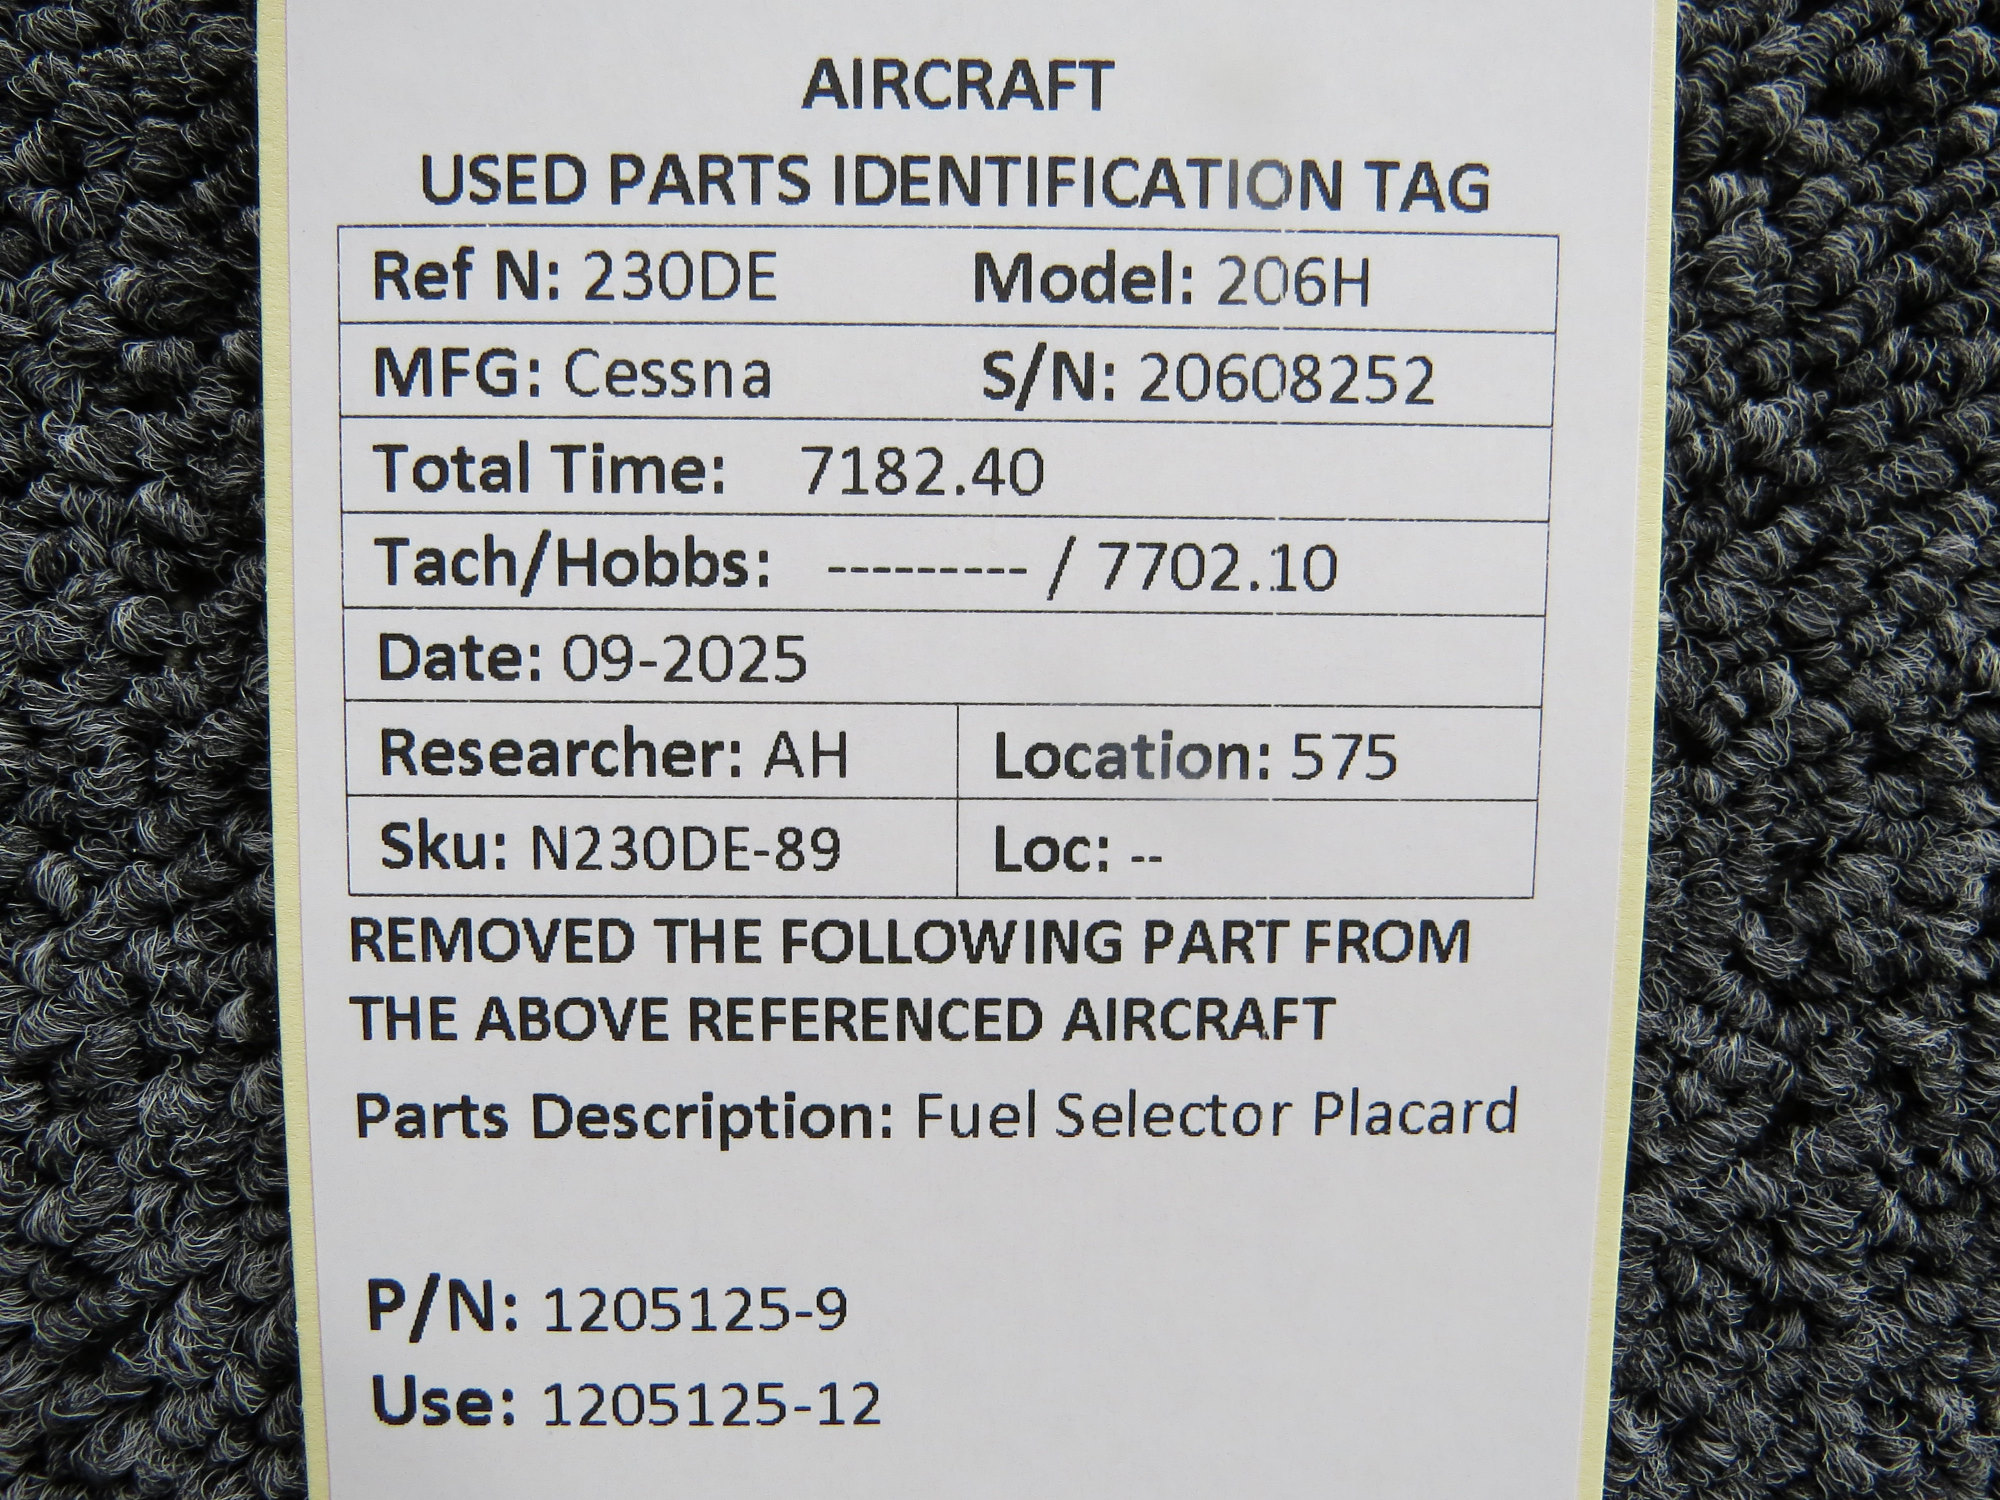 AIRCRAFT
USED PARTS IDENTIFICATION TAG
Ref N: 230DE Model: 206H
MFG: Cessna S/N: 20608252
Total Time: 7182.40
Tach/Hobbs: --------- / 7702.10
Date: 09-2025
Researcher: AH Location: 575
Sku: N230DE-89 Loc: --
REMOVED THE FOLLOWING PART FROM
THE ABOVE REFERENCED AIRCRAFT
Parts Description: Fuel Selector Placard
P/N: 1205125-9
Use: 1205125-12